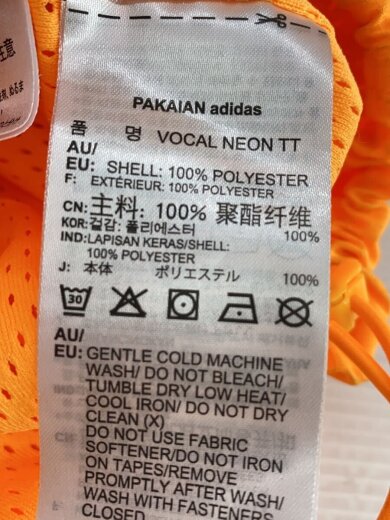 PAKAIAN adidas
품 명 VOCAL NEON TT
AU/
EU: SHELL: 100% POLYESTER
F: EXTÉRIEUR: 100% POLYESTER
CN: 主料: 100% 聚酯纤维
KOR: 겉감: 폴리에스터 100%
IND: LAPISAN KERAS/SHELL:
100% POLYESTER
J: 本体 ポリエステル 100%
30
AU/
EU: GENTLE COLD MACHINE
WASH/ DO NOT BLEACH/
TUMBLE DRY LOW HEAT/
COOL IRON/ DO NOT DRY
CLEAN (X)
DO NOT USE FABRIC
SOFTENER/DO NOT IRON
ON TAPES/REMOVE
PROMPTLY AFTER WASH/
WASH WITH FASTENERS
CLOSED